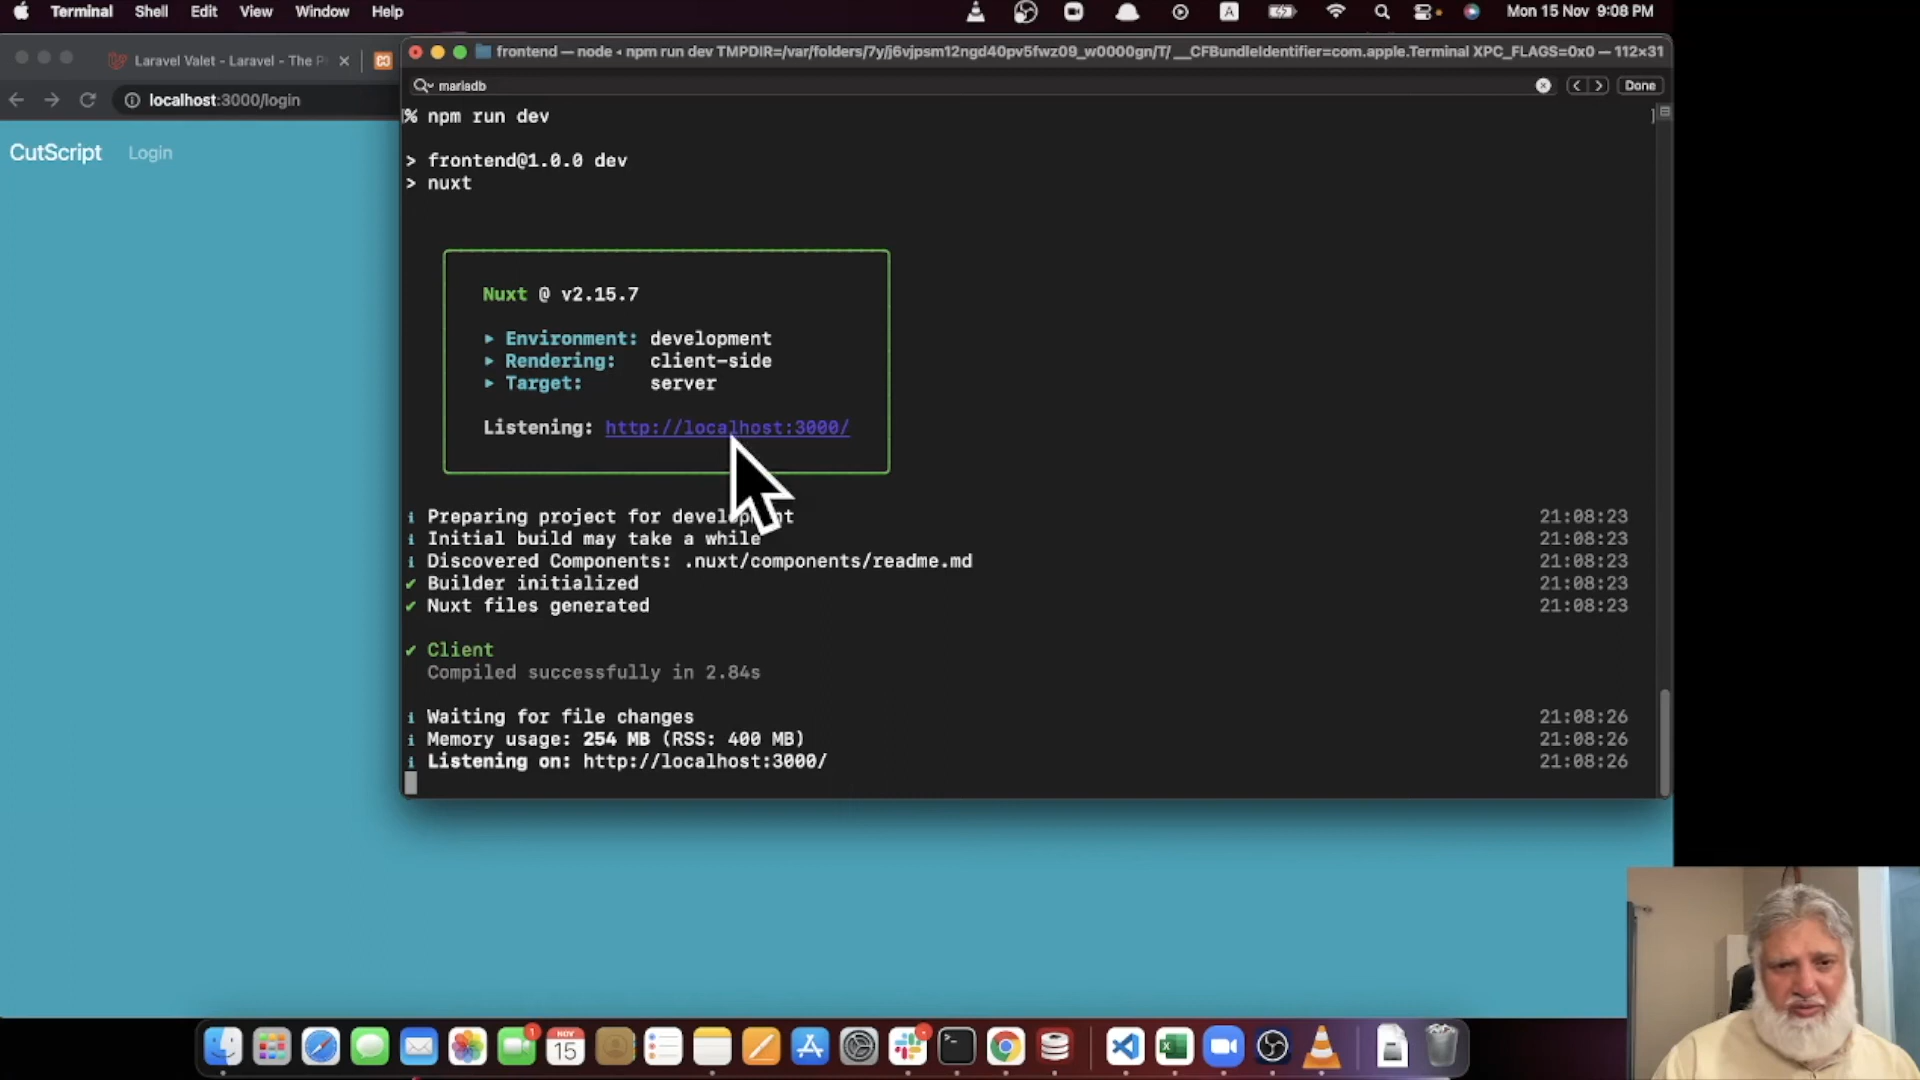 Terminal Shell Edit View Window Help
A
Mon 15 Nov 9:08 PM
Laravel Valet - Laravel - The P
frontend — node ◂ npm run dev TMPDIR=/var/folders/7y/j6vjpsm12ngd40pv5fwz09_w0000gn/T/ __CFBundleIdentifier=com.apple.Terminal XPC_FLAGS=0x0 — 112×31
localhost:3000/login
mariadb
Done
CutScript Login
% npm run dev
> frontend@1.0.0 dev
> nuxt
Nuxt @ v2.15.7
▸ Environment: development
▸ Rendering: client-side
▸ Target: server
Listening: http://localhost:3000/
ℹ Preparing project for development 21:08:23
ℹ Initial build may take a while 21:08:23
ℹ Discovered Components: .nuxt/components/readme.md 21:08:23
✔ Builder initialized 21:08:23
✔ Nuxt files generated 21:08:23
✔ Client
Compiled successfully in 2.84s
ℹ Waiting for file changes 21:08:26
ℹ Memory usage: 254 MB (RSS: 400 MB) 21:08:26
ℹ Listening on: http://localhost:3000/ 21:08:26
1
NOV
15